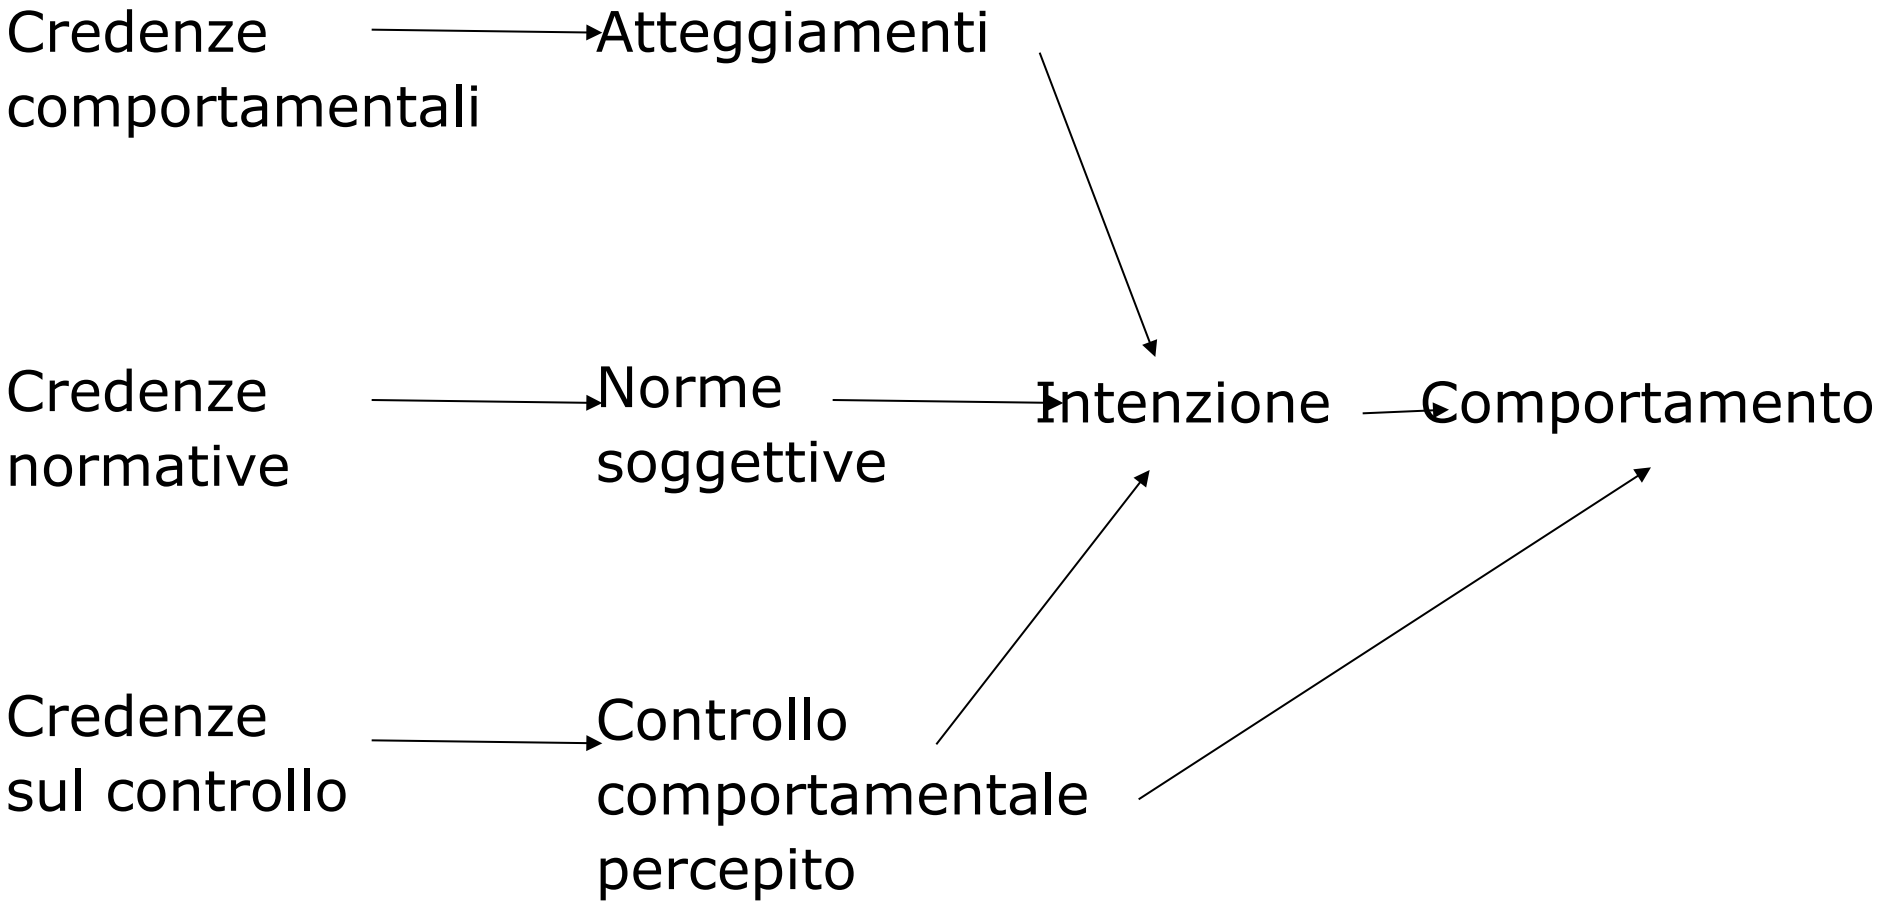 Credenze
comportamentali
Atteggiamenti
Credenze
normative
Norme
soggettive
Intenzione
Comportamento
Credenze
sul controllo
Controllo
comportamentale
percepito